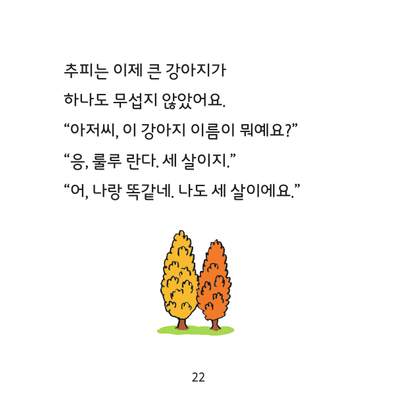 추피는 이제 큰 강아지가
하나도 무섭지 않았어요.
“아저씨, 이 강아지 이름이 뭐예요?”
“응, 룰루 란다. 세 살이지.”
“어, 나랑 똑같네. 나도 세 살이에요.”
22